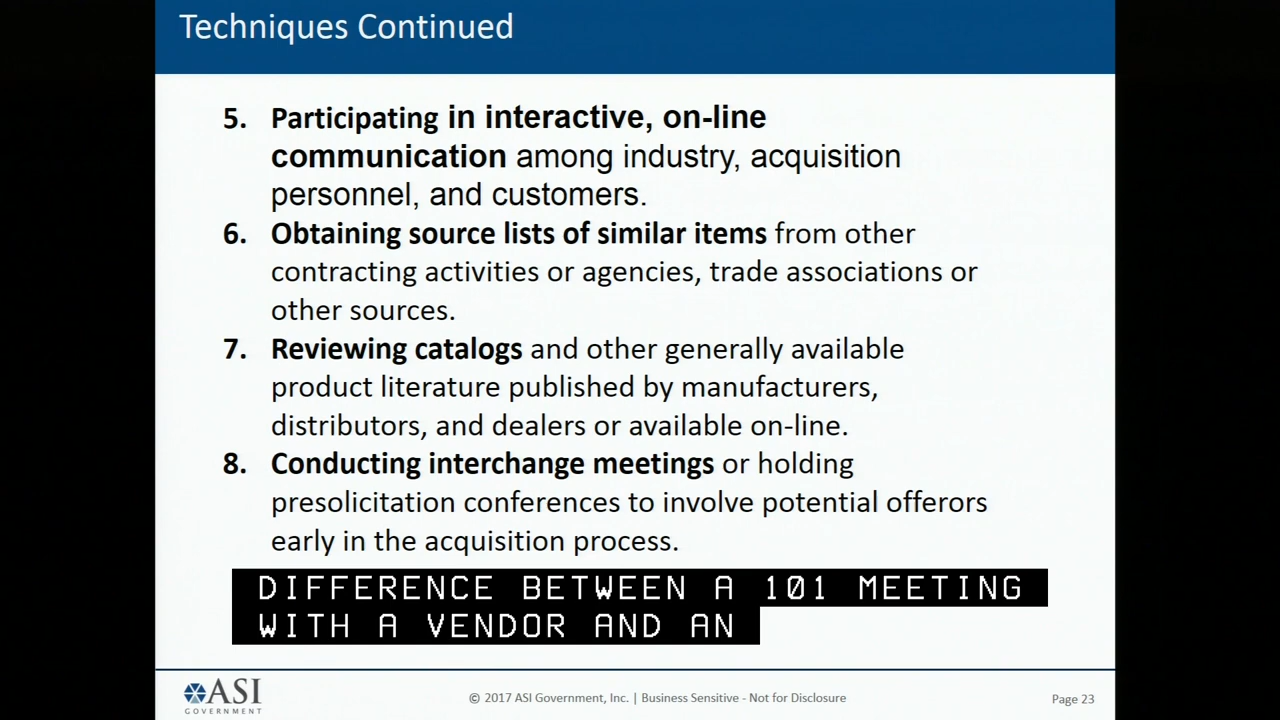 Techniques Continued
5. Participating in interactive, on-line
communication among industry, acquisition
personnel, and customers.
6. Obtaining source lists of similar items from other
contracting activities or agencies, trade associations or
other sources.
7. Reviewing catalogs and other generally available
product literature published by manufacturers,
distributors, and dealers or available on-line.
8. Conducting interchange meetings or holding
presolicitation conferences to involve potential offerors
early in the acquisition process.
DIFFERENCE BETWEEN A 101 MEETING
WITH A VENDOR AND AN
ASI
GOVERNMENT
© 2017 ASI Government, Inc. | Business Sensitive - Not for Disclosure
Page 23